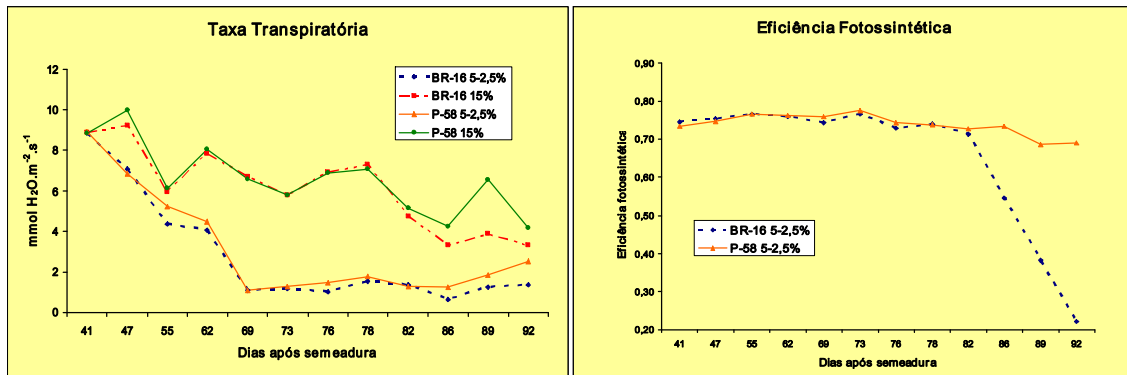 Taxa Transpiratória
mmol H₂O.m⁻².s⁻¹
12
10
8
6
4
2
0
BR-16 5-2,5%
BR-16 15%
P-58 5-2,5%
P-58 15%
41 47 55 62 69 73 76 78 82 86 89 92
Dias após semeadura
Eficiência Fotossintética
Eficiência fotossintética
0,90
0,80
0,70
0,60
0,50
0,40
0,30
0,20
BR-16 5-2,5%
P-58 5-2,5%
41 47 55 62 69 73 76 78 82 86 89 92
Dias após semeadura